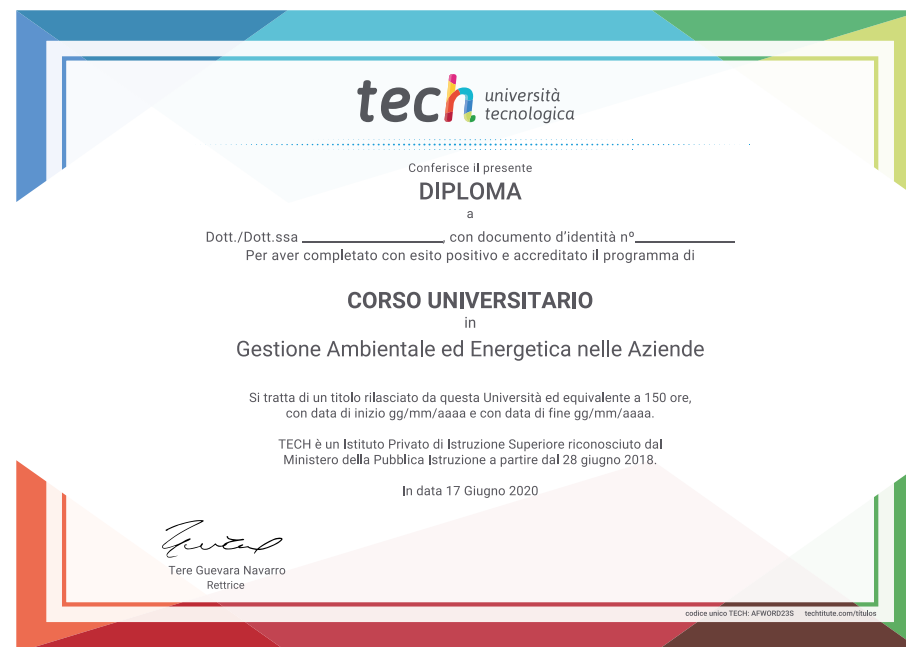 tech università
tecnologica
Conferisce il presente
DIPLOMA
a
Dott./Dott.ssa ________________, con documento d'identità nº____________
Per aver completato con esito positivo e accreditato il programma di
CORSO UNIVERSITARIO
in
Gestione Ambientale ed Energetica nelle Aziende
Si tratta di un titolo rilasciato da questa Università ed equivalente a 150 ore,
con data di inizio gg/mm/aaaa e con data di fine gg/mm/aaaa.
TECH è un Istituto Privato di Istruzione Superiore riconosciuto dal
Ministero della Pubblica Istruzione a partire dal 28 giugno 2018.
In data 17 Giugno 2020
Tere Guevara Navarro
Rettrice
codice unico TECH: AFWORD23S techtitute.com/titulos